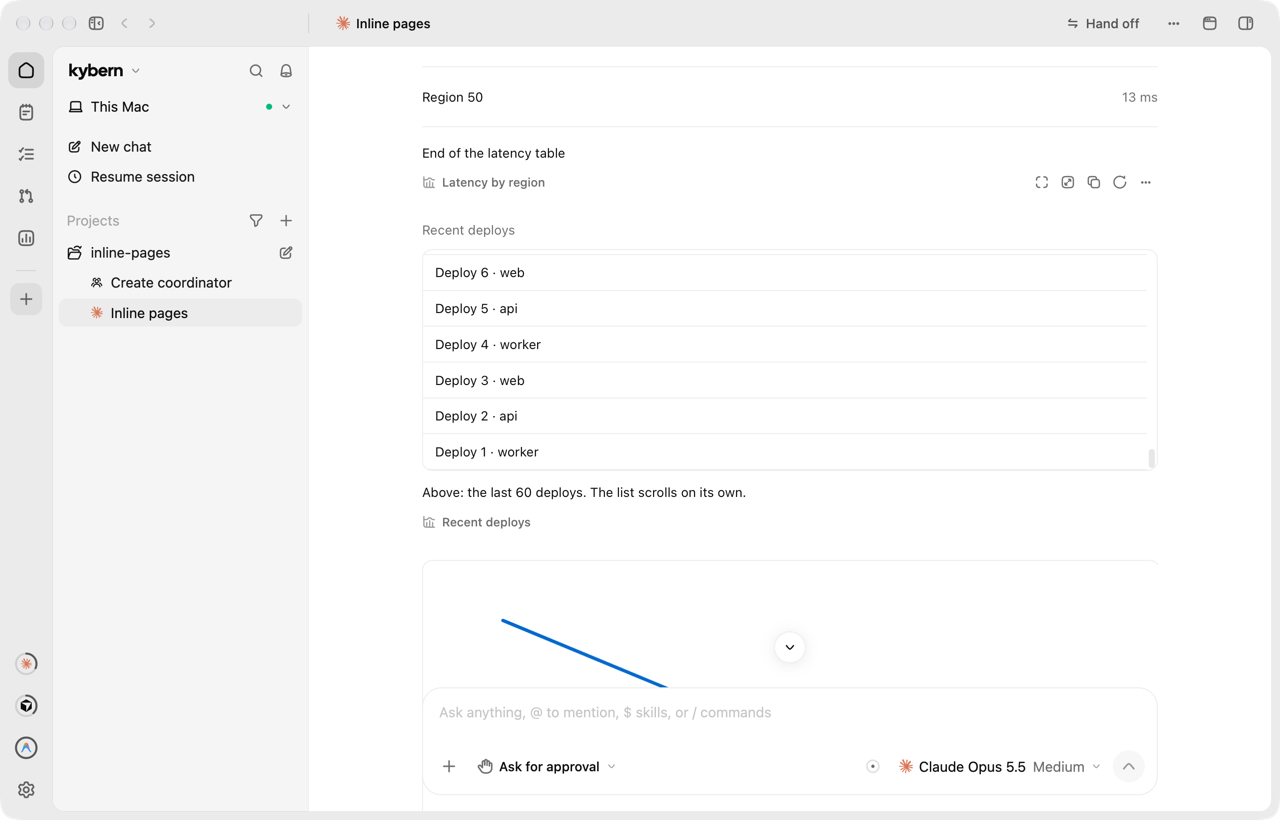 Inline pages
Hand off
kybern
This Mac
New chat
Resume session
Projects
inline-pages
Create coordinator
Inline pages
Region 50
13 ms
End of the latency table
Latency by region
Recent deploys
Deploy 6 · web
Deploy 5 · api
Deploy 4 · worker
Deploy 3 · web
Deploy 2 · api
Deploy 1 · worker
Above: the last 60 deploys. The list scrolls on its own.
Recent deploys
Ask anything, @ to mention, $ skills, or / commands
Ask for approval
Claude Opus 5.5 Medium